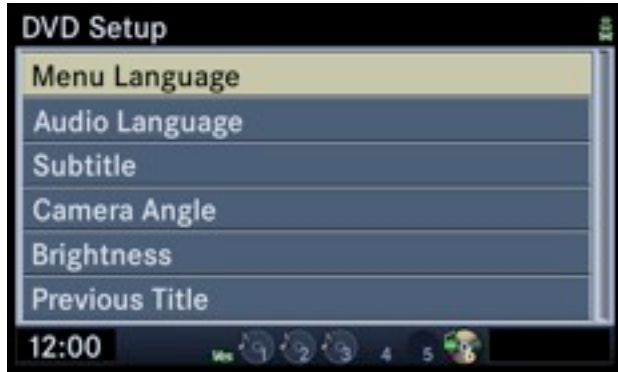 DVD Setup
Menu Language
Audio Language
Subtitle
Camera Angle
Brightness
Previous Title
12:00 1 2 3 4 5 6